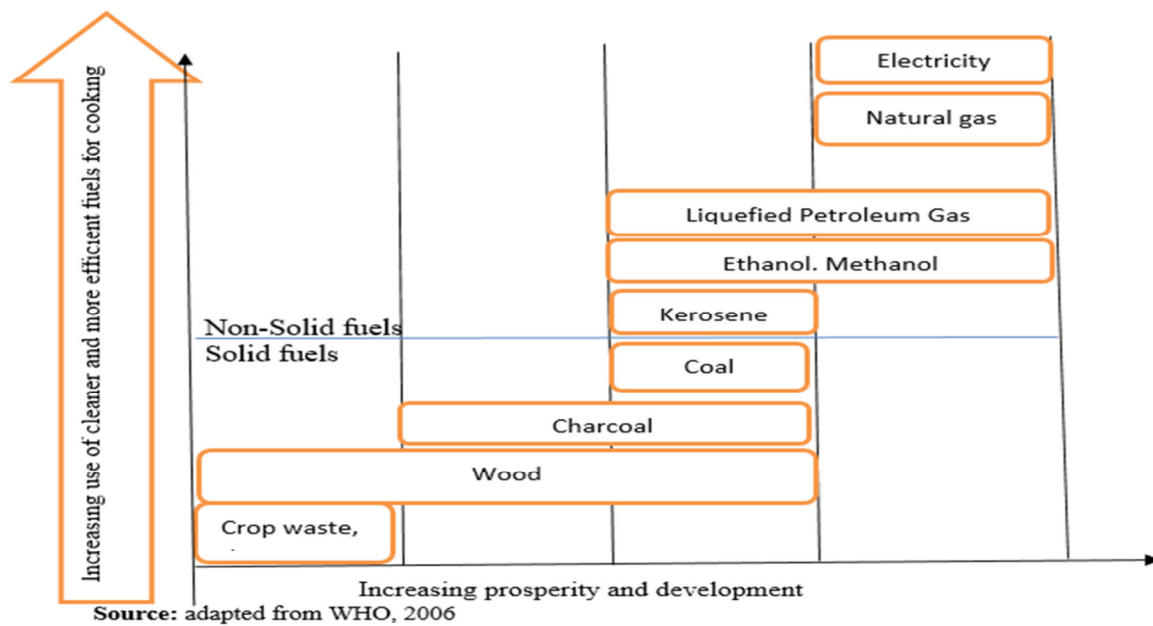 Increasing use of cleaner and more efficient fuels for cooking
Electricity
Natural gas
Liquefied Petroleum Gas
Ethanol. Methanol
Kerosene
Non-Solid fuels
Solid fuels
Coal
Charcoal
Wood
Crop waste,
.
Increasing prosperity and development
Source: adapted from WHO, 2006